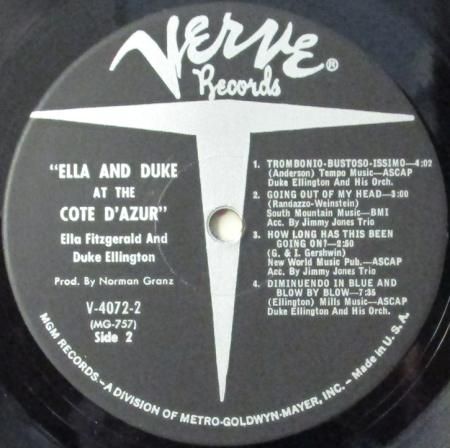 VERVE®
Records
"ELLA AND DUKE
AT THE
COTE D'AZUR"
Ella Fitzgerald And
Duke Ellington
Prod. By Norman Granz
V-4072-2
(MG-757)
Side 2
1. TROMBONIO-BUSTOSO-ISSIMO—4:02
(Anderson) Tempo Music—ASCAP
Duke Ellington And His Orch.
2. GOING OUT OF MY HEAD—3:00
(Randazzo-Weinstein)
South Mountain Music—BMI
Acc. By Jimmy Jones Trio
3. HOW LONG HAS THIS BEEN
GOING ON?—2:50
(G. & I. Gershwin)
New World Music Pub.—ASCAP
Acc. By Jimmy Jones Trio
4. DIMINUENDO IN BLUE AND
BLOW BY BLOW—7:35
(Ellington) Mills Music—ASCAP
Duke Ellington And His Orch.
MGM RECORDS—A DIVISION OF METRO-GOLDWYN-MAYER, INC.—Made in U.S.A.